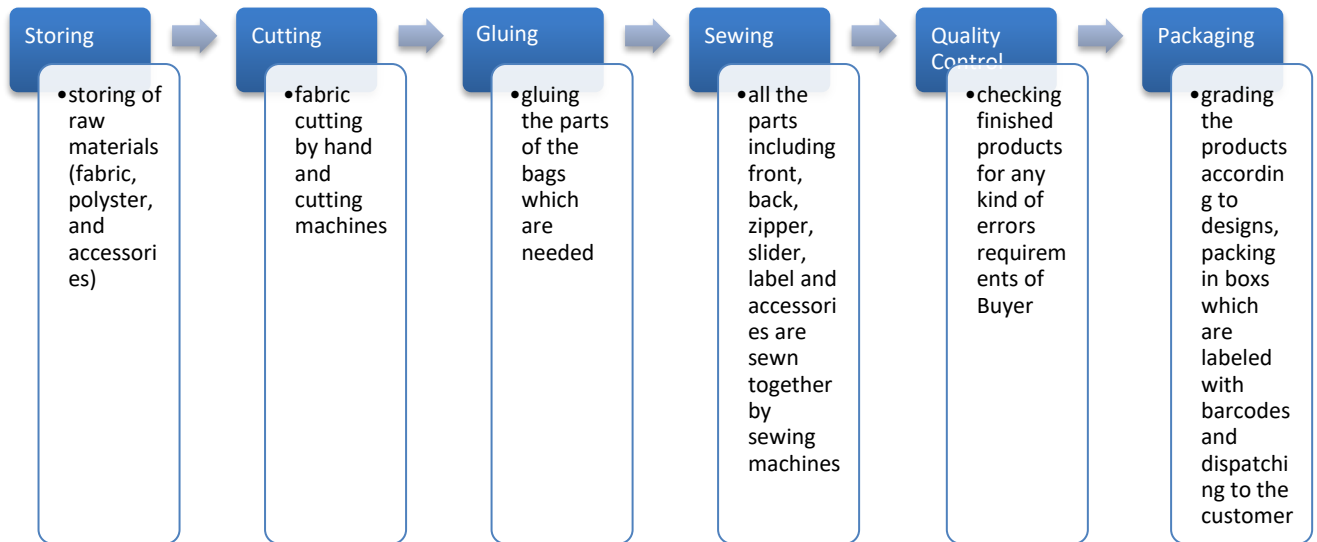 Storing
•storing of
raw
materials
(fabric,
polyster,
and
accessori
es)
Cutting
•fabric
cutting
by hand
and
cutting
machines
Gluing
•gluing
the parts
of the
bags
which
are
needed
Sewing
•all the
parts
including
front,
back,
zipper,
slider,
label and
accessori
es are
sewn
together
by
sewing
machines
Quality
Control
•checking
finished
products
for any
kind of
errors
requirem
ents of
Buyer
Packaging
•grading
the
products
accordin
g to
designs,
packing
in boxs
which
are
labeled
with
barcodes
and
dispatchi
ng to the
customer